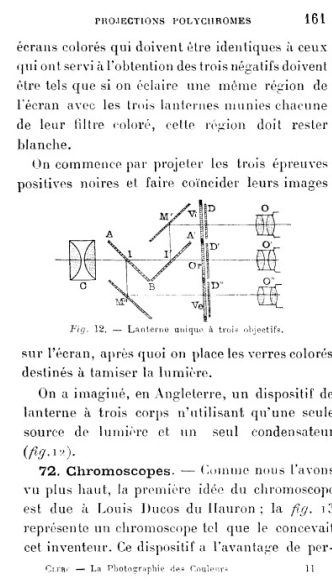 PROJECTIONS POLYCHROMES 161
écrans colorés qui doivent être identiques à ceux
qui ont servi à l'obtention des trois négatifs doivent
être tels que si on éclaire une même région de
l'écran avec les trois lanternes munies chacune
de leur filtre coloré, cette région doit rester
blanche.
On commence par projeter les trois épreuves
positives noires et faire coïncider leurs images
M' Vi D O
A A' D' O'
C I I' Or
B D" O"
M" Ve
Fig. 12. — Lanterne unique à trois objectifs.
sur l'écran, après quoi on place les verres colorés
destinés à tamiser la lumière.
On a imaginé, en Angleterre, un dispositif de
lanterne à trois corps n'utilisant qu'une seule
source de lumière et un seul condensateur
(fig. 12).
72. Chromoscopes. — Comme nous l'avons
vu plus haut, la première idée du chromoscope
est due à Louis Ducos du Hauron ; la fig. 13
représente un chromoscope tel que le concevait
cet inventeur. Ce dispositif a l'avantage de per-
CLERC — La Photographie des Couleurs 11